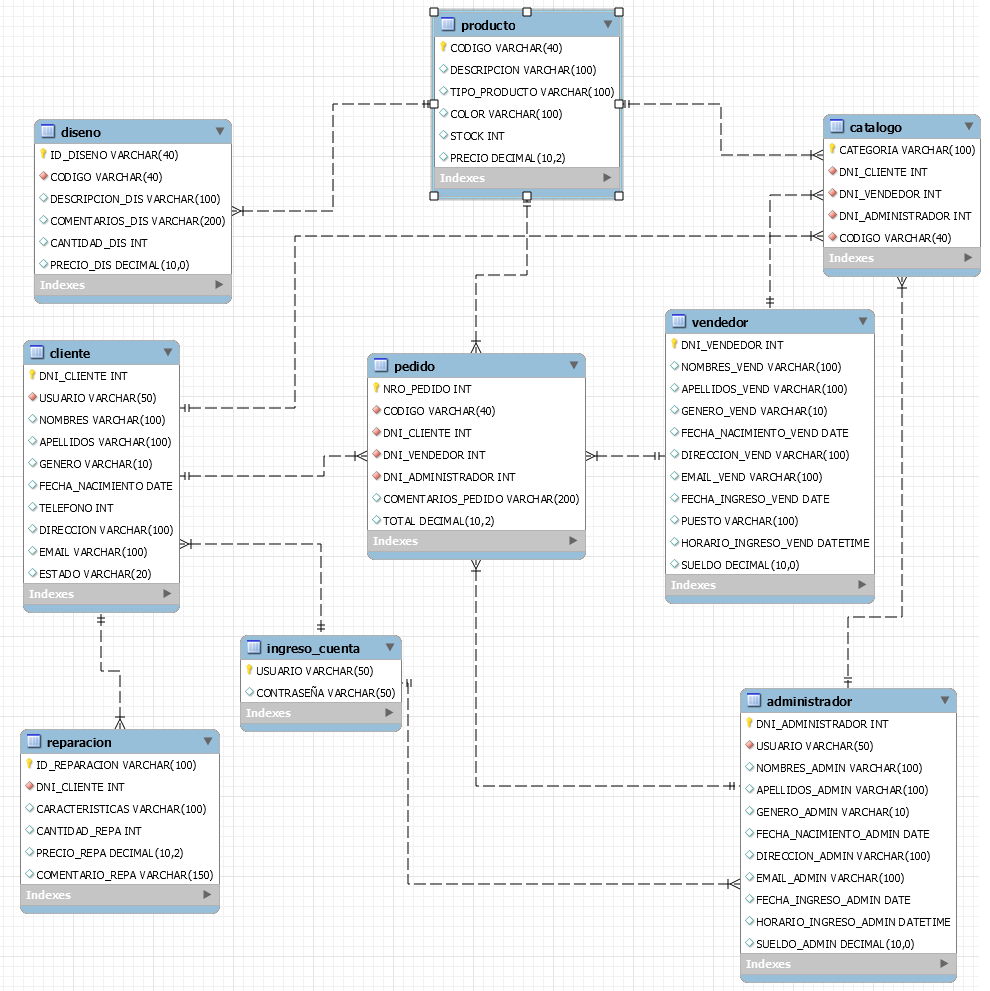 producto
CODIGO VARCHAR(40)
DESCRIPCION VARCHAR(100)
TIPO_PRODUCTO VARCHAR(100)
COLOR VARCHAR(100)
STOCK INT
PRECIO DECIMAL(10,2)
Indexes
diseno
ID_DISENO VARCHAR(40)
CODIGO VARCHAR(40)
DESCRIPCION_DIS VARCHAR(100)
COMENTARIOS_DIS VARCHAR(200)
CANTIDAD_DIS INT
PRECIO_DIS DECIMAL(10,0)
Indexes
catalogo
CATEGORIA VARCHAR(100)
DNI_CLIENTE INT
DNI_VENDEDOR INT
DNI_ADMINISTRADOR INT
CODIGO VARCHAR(40)
Indexes
cliente
DNI_CLIENTE INT
USUARIO VARCHAR(50)
NOMBRES VARCHAR(100)
APELLIDOS VARCHAR(100)
GENERO VARCHAR(10)
FECHA_NACIMIENTO DATE
TELEFONO INT
DIRECCION VARCHAR(100)
EMAIL VARCHAR(100)
ESTADO VARCHAR(20)
Indexes
pedido
NRO_PEDIDO INT
CODIGO VARCHAR(40)
DNI_CLIENTE INT
DNI_VENDEDOR INT
DNI_ADMINISTRADOR INT
COMENTARIOS_PEDIDO VARCHAR(200)
TOTAL DECIMAL(10,2)
Indexes
vendedor
DNI_VENDEDOR INT
NOMBRES_VEND VARCHAR(100)
APELLIDOS_VEND VARCHAR(100)
GENERO_VEND VARCHAR(10)
FECHA_NACIMIENTO_VEND DATE
DIRECCION_VEND VARCHAR(100)
EMAIL_VEND VARCHAR(100)
FECHA_INGRESO_VEND DATE
PUESTO VARCHAR(100)
HORARIO_INGRESO_VEND DATETIME
SUELDO DECIMAL(10,0)
Indexes
ingreso_cuenta
USUARIO VARCHAR(50)
CONTRASEÑA VARCHAR(50)
Indexes
reparacion
ID_REPARACION VARCHAR(100)
DNI_CLIENTE INT
CARACTERISTICAS VARCHAR(100)
CANTIDAD_REPA INT
PRECIO_REPA DECIMAL(10,2)
COMENTARIO_REPA VARCHAR(150)
Indexes
administrador
DNI_ADMINISTRADOR INT
USUARIO VARCHAR(50)
NOMBRES_ADMIN VARCHAR(100)
APELLIDOS_ADMIN VARCHAR(100)
GENERO_ADMIN VARCHAR(10)
FECHA_NACIMIENTO_ADMIN DATE
DIRECCION_ADMIN VARCHAR(100)
EMAIL_ADMIN VARCHAR(100)
FECHA_INGRESO_ADMIN DATE
HORARIO_INGRESO_ADMIN DATETIME
SUELDO_ADMIN DECIMAL(10,0)
Indexes